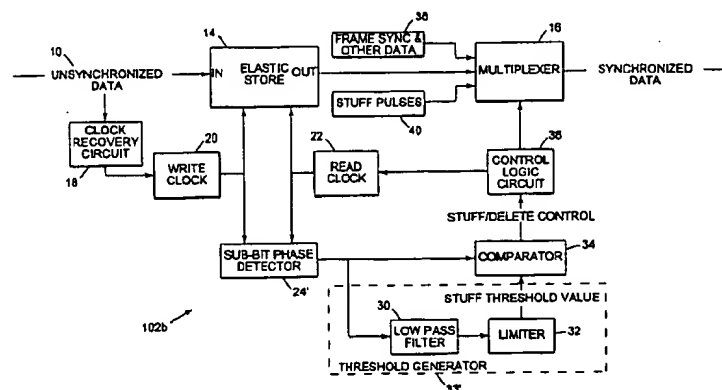 38
FRAME SYNC &
OTHER DATA
16
14
10
UNSYNCHRONIZED
DATA
IN
ELASTIC
STORE
OUT
MULTIPLEXER
SYNCHRONIZED
DATA
STUFF PULSES
40
CLOCK
RECOVERY
CIRCUIT
18
20
WRITE
CLOCK
22
READ
CLOCK
36
CONTROL
LOGIC
CIRCUIT
STUFF/DELETE CONTROL
SUB-BIT PHASE
DETECTOR
24'
COMPARATOR
34
STUFF THRESHOLD VALUE
102b
30
LOW PASS
FILTER
LIMITER
32
THRESHOLD GENERATOR
33'